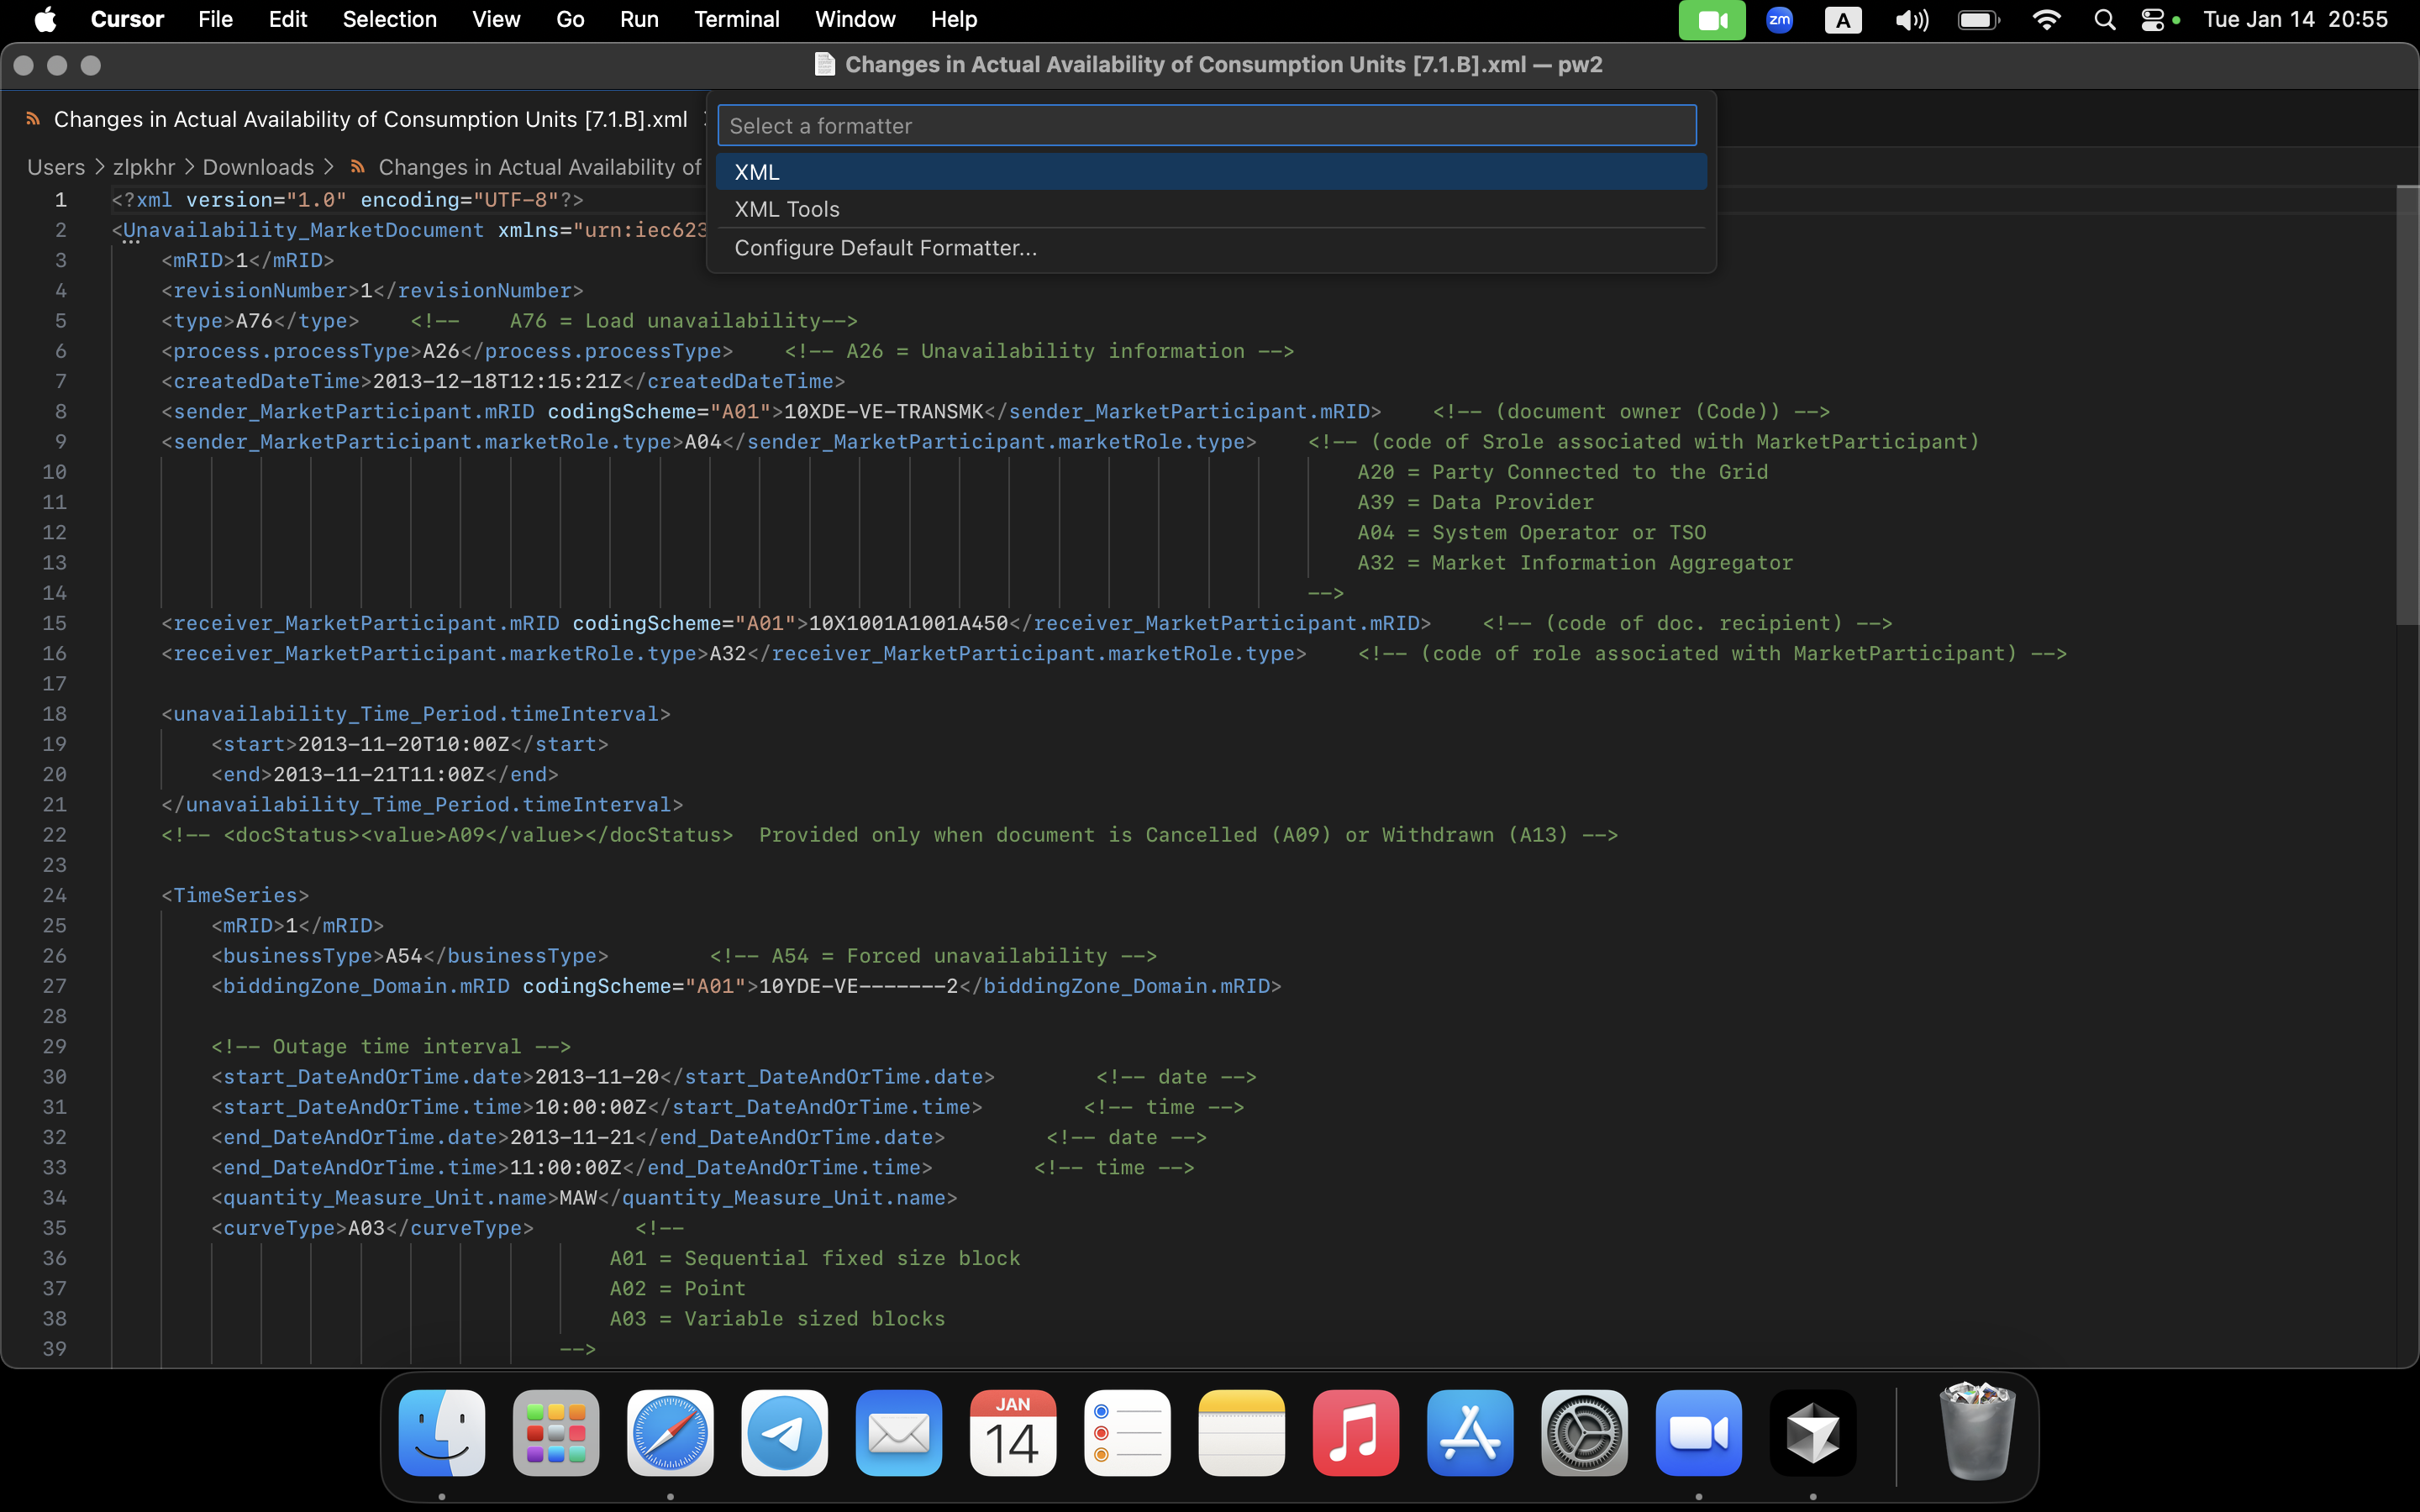 Cursor File Edit Selection View Go Run Terminal Window Help zm A Tue Jan 14 20:55
Changes in Actual Availability of Consumption Units [7.1.B].xml — pw2
Changes in Actual Availability of Consumption Units [7.1.B].xml
Select a formatter
XML
XML Tools
Configure Default Formatter...
Users > zlpkhr > Downloads > Changes in Actual Availability of
1 <?xml version="1.0" encoding="UTF-8"?>
2 <Unavailability_MarketDocument xmlns="urn:iec623
3 <mRID>1</mRID>
4 <revisionNumber>1</revisionNumber>
5 <type>A76</type> <!-- A76 = Load unavailability-->
6 <process.processType>A26</process.processType> <!-- A26 = Unavailability information -->
7 <createdDateTime>2013-12-18T12:15:21Z</createdDateTime>
8 <sender_MarketParticipant.mRID codingScheme="A01">10XDE-VE-TRANSMK</sender_MarketParticipant.mRID> <!-- (document owner (Code)) -->
9 <sender_MarketParticipant.marketRole.type>A04</sender_MarketParticipant.marketRole.type> <!-- (code of Srole associated with MarketParticipant)
10 A20 = Party Connected to the Grid
11 A39 = Data Provider
12 A04 = System Operator or TSO
13 A32 = Market Information Aggregator
14 -->
15 <receiver_MarketParticipant.mRID codingScheme="A01">10X1001A1001A450</receiver_MarketParticipant.mRID> <!-- (code of doc. recipient) -->
16 <receiver_MarketParticipant.marketRole.type>A32</receiver_MarketParticipant.marketRole.type> <!-- (code of role associated with MarketParticipant) -->
17
18 <unavailability_Time_Period.timeInterval>
19 <start>2013-11-20T10:00Z</start>
20 <end>2013-11-21T11:00Z</end>
21 </unavailability_Time_Period.timeInterval>
22 <!-- <docStatus><value>A09</value></docStatus> Provided only when document is Cancelled (A09) or Withdrawn (A13) -->
23
24 <TimeSeries>
25 <mRID>1</mRID>
26 <businessType>A54</businessType> <!-- A54 = Forced unavailability -->
27 <biddingZone_Domain.mRID codingScheme="A01">10YDE-VE-------2</biddingZone_Domain.mRID>
28
29 <!-- Outage time interval -->
30 <start_DateAndOrTime.date>2013-11-20</start_DateAndOrTime.date> <!-- date -->
31 <start_DateAndOrTime.time>10:00:00Z</start_DateAndOrTime.time> <!-- time -->
32 <end_DateAndOrTime.date>2013-11-21</end_DateAndOrTime.date> <!-- date -->
33 <end_DateAndOrTime.time>11:00:00Z</end_DateAndOrTime.time> <!-- time -->
34 <quantity_Measure_Unit.name>MAW</quantity_Measure_Unit.name>
35 <curveType>A03</curveType> <!--
36 A01 = Sequential fixed size block
37 A02 = Point
38 A03 = Variable sized blocks
39 -->
JAN
14